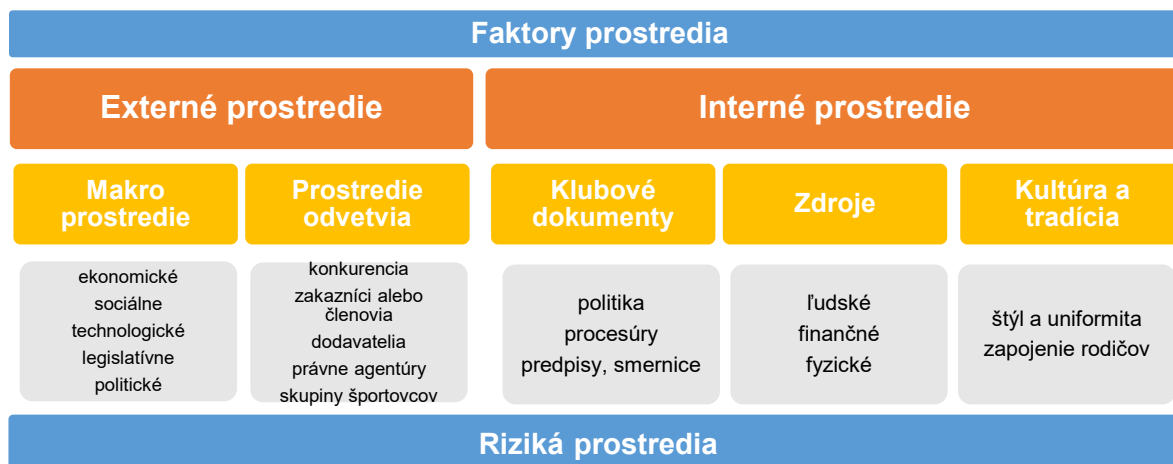 Faktory prostredia
Externé prostredie
Interné prostredie
Makro
prostredie
Prostredie
odvetvia
Klubové
dokumenty
Zdroje
Kultúra a
tradícia
ekonomické
sociálne
technologické
legislatívne
politické
konkurencia
zakazníci alebo
členovia
dodavatelia
právne agentúry
skupiny športovcov
politika
procesúry
predpisy, smernice
ľudské
finančné
fyzické
štýl a uniformita
zapojenie rodičov
Riziká prostredia